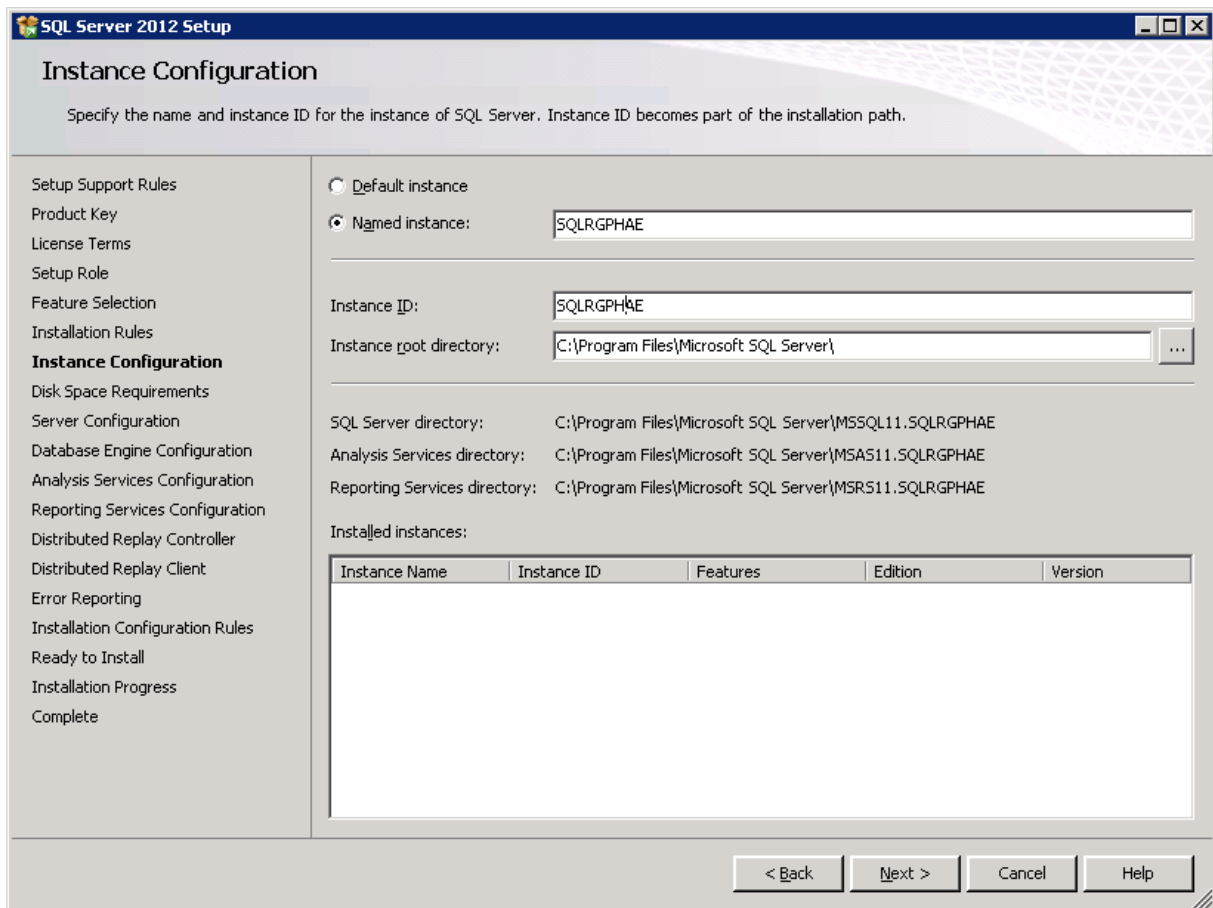 SQL Server 2012 Setup
Instance Configuration
Specify the name and instance ID for the instance of SQL Server. Instance ID becomes part of the installation path.
Setup Support Rules
Product Key
License Terms
Setup Role
Feature Selection
Installation Rules
Instance Configuration
Disk Space Requirements
Server Configuration
Database Engine Configuration
Analysis Services Configuration
Reporting Services Configuration
Distributed Replay Controller
Distributed Replay Client
Error Reporting
Installation Configuration Rules
Ready to Install
Installation Progress
Complete
Default instance
Named instance: SQLRGPHAE
Instance ID: SQLRGPHAE
Instance root directory: C:\Program Files\Microsoft SQL Server\ ...
SQL Server directory: C:\Program Files\Microsoft SQL Server\MSSQL11.SQLRGPHAE
Analysis Services directory: C:\Program Files\Microsoft SQL Server\MSAS11.SQLRGPHAE
Reporting Services directory: C:\Program Files\Microsoft SQL Server\MSRS11.SQLRGPHAE
Installed instances:
Instance Name Instance ID Features Edition Version
< Back Next > Cancel Help